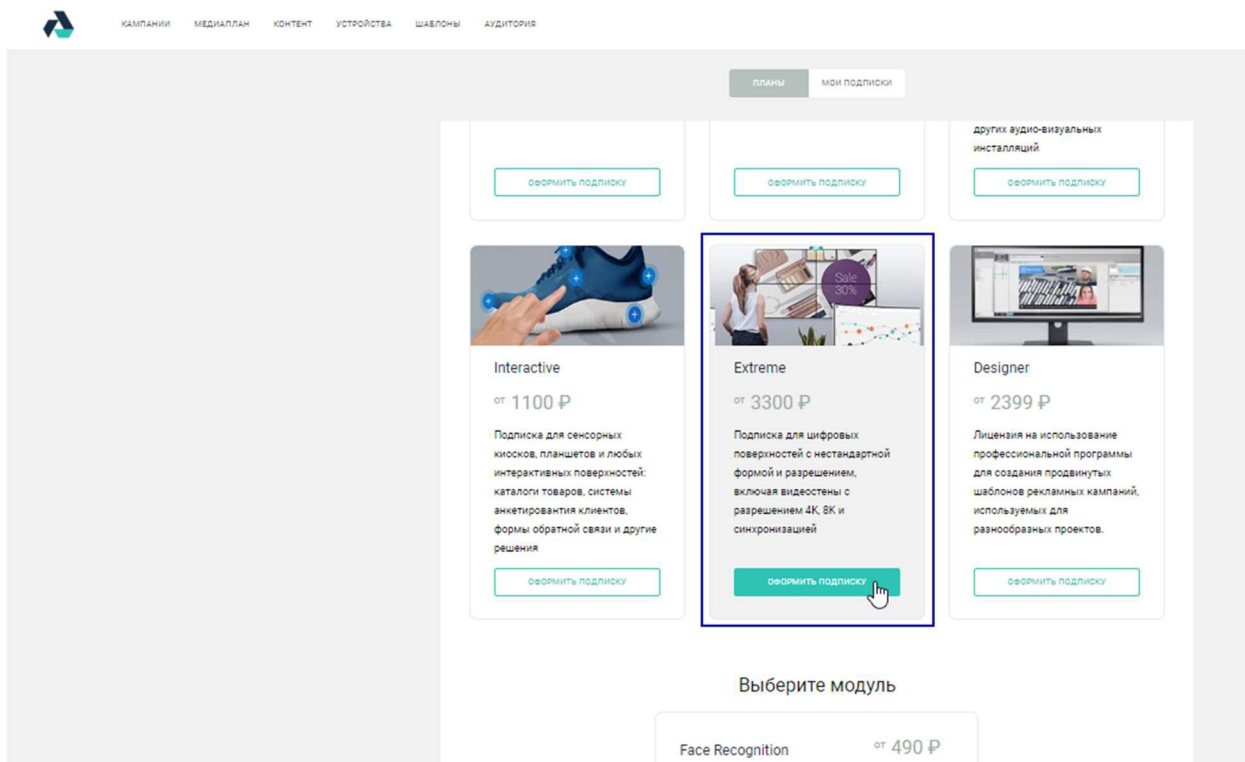 КАМПАНИИ МЕДИАПЛАН КОНТЕНТ УСТРОЙСТВА ШАБЛОНЫ АУДИТОРИЯ
ПЛАНЫ МОИ ПОДПИСКИ
других аудио-визуальных
инсталляций
ОФОРМИТЬ ПОДПИСКУ
ОФОРМИТЬ ПОДПИСКУ
ОФОРМИТЬ ПОДПИСКУ
Interactive
от 1100 ₽
Подписка для сенсорных
киосков, планшетов и любых
интерактивных поверхностей:
каталоги товаров, системы
анкетирования клиентов,
формы обратной связи и другие
решения
ОФОРМИТЬ ПОДПИСКУ
Sale
30%
Extreme
от 3300 ₽
Подписка для цифровых
поверхностей с нестандартной
формой и разрешением,
включая видеостены с
разрешением 4K, 8K и
синхронизацией
ОФОРМИТЬ ПОДПИСКУ
Designer
от 2399 ₽
Лицензия на использование
профессиональной программы
для создания продвинутых
шаблонов рекламных кампаний,
используемых для
разнообразных проектов.
ОФОРМИТЬ ПОДПИСКУ
Выберите модуль
Face Recognition от 490 ₽